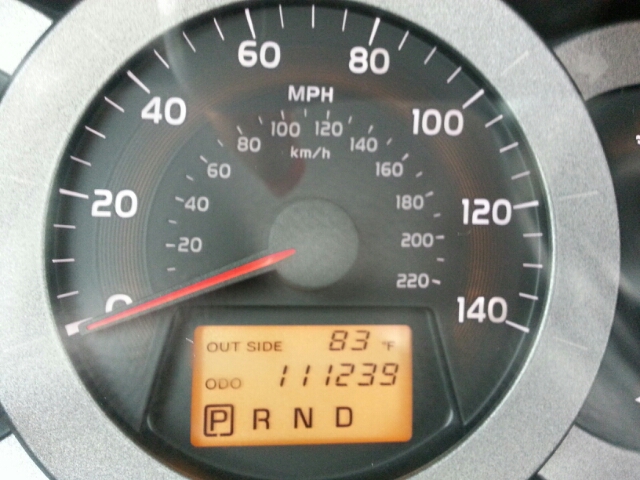 60 80
MPH
40 100
80 100 120 140
km/h
60 160
20 40 180 120
20 200
220
0 140
OUT SIDE 83 °F
ODO 111239
P R N D